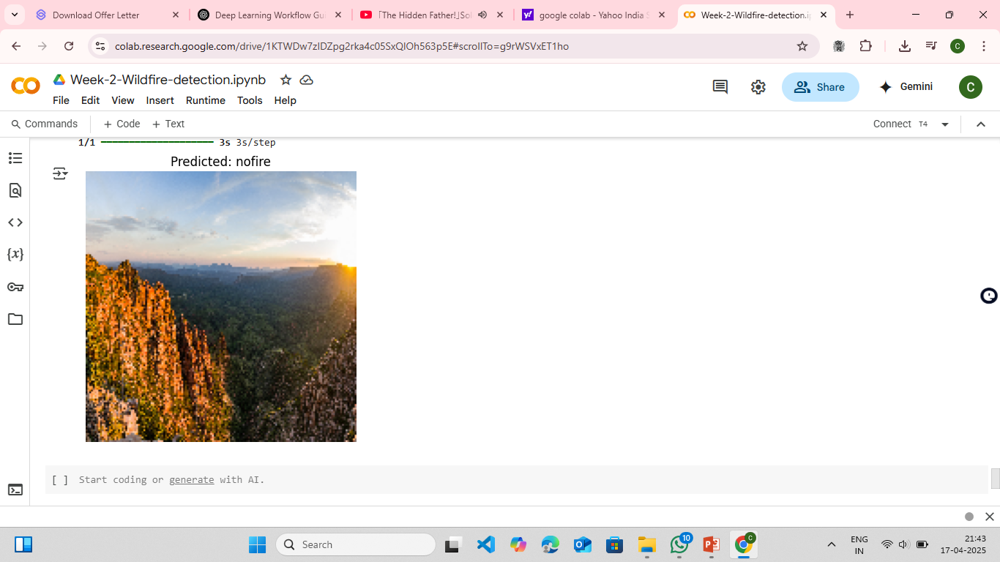 Download Offer Letter
Deep Learning Workflow Gu
「The Hidden Father!」Sol
google colab - Yahoo India S
Week-2-Wildfire-detection.ip
colab.research.google.com/drive/1KTWDw7zIDZpg2rka4c05SxQIOh563p5E#scrollTo=g9rWSVxET1ho
C
Week-2-Wildfire-detection.ipynb
File Edit View Insert Runtime Tools Help
Share
Gemini
C
Commands + Code + Text
Connect T4
1/1 3s 3s/step
Predicted: nofire
{x}
[ ] Start coding or generate with AI.
Search
10
C
ENG
IN
21:43
17-04-2025